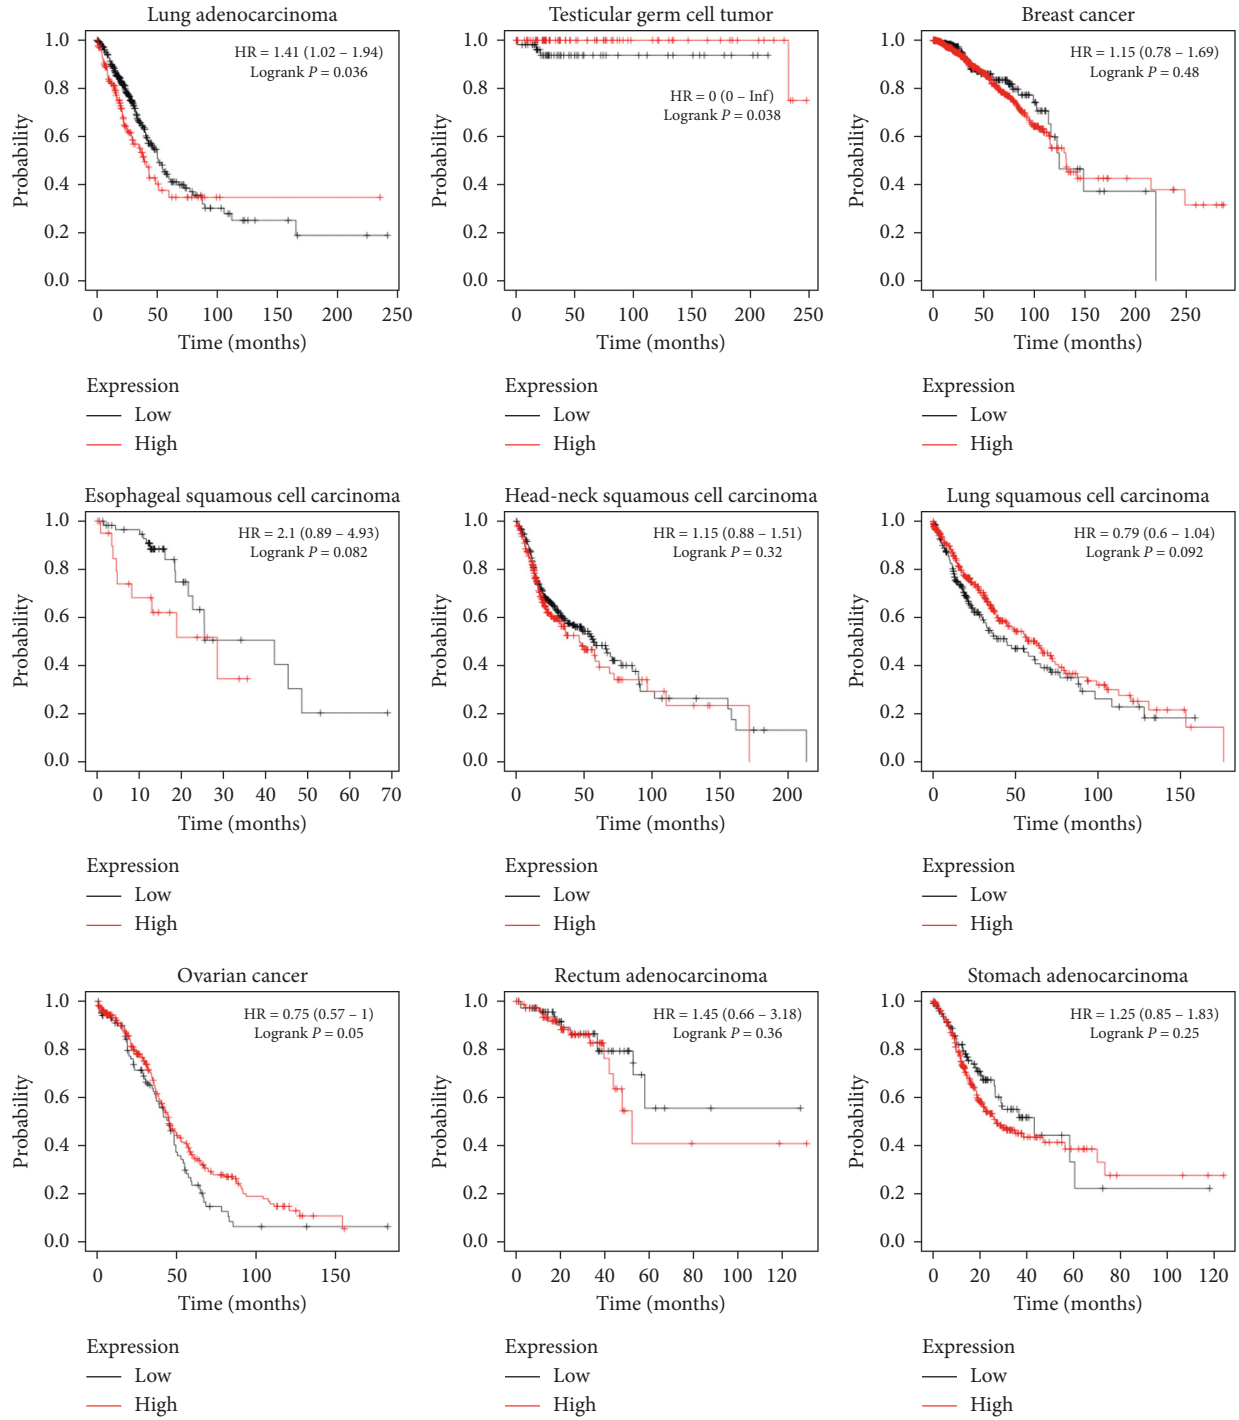 Lung adenocarcinoma
HR = 1.41 (1.02 – 1.94)
Logrank P = 0.036
Probability
1.0
0.8
0.6
0.4
0.2
0.0
0 50 100 150 200 250
Time (months)
Expression
Low
High
Testicular germ cell tumor
HR = 0 (0 – Inf)
Logrank P = 0.038
Probability
1.0
0.8
0.6
0.4
0.2
0.0
0 50 100 150 200 250
Time (months)
Expression
Low
High
Breast cancer
HR = 1.15 (0.78 – 1.69)
Logrank P = 0.48
Probability
1.0
0.8
0.6
0.4
0.2
0.0
0 50 100 150 200 250
Time (months)
Expression
Low
High
Esophageal squamous cell carcinoma
HR = 2.1 (0.89 – 4.93)
Logrank P = 0.082
Probability
1.0
0.8
0.6
0.4
0.2
0.0
0 10 20 30 40 50 60 70
Time (months)
Expression
Low
High
Head-neck squamous cell carcinoma
HR = 1.15 (0.88 – 1.51)
Logrank P = 0.32
Probability
1.0
0.8
0.6
0.4
0.2
0.0
0 50 100 150 200
Time (months)
Expression
Low
High
Lung squamous cell carcinoma
HR = 0.79 (0.6 – 1.04)
Logrank P = 0.092
Probability
1.0
0.8
0.6
0.4
0.2
0.0
0 50 100 150
Time (months)
Expression
Low
High
Ovarian cancer
HR = 0.75 (0.57 – 1)
Logrank P = 0.05
Probability
1.0
0.8
0.6
0.4
0.2
0.0
0 50 100 150
Time (months)
Expression
Low
High
Rectum adenocarcinoma
HR = 1.45 (0.66 – 3.18)
Logrank P = 0.36
Probability
1.0
0.8
0.6
0.4
0.2
0.0
0 20 40 60 80 100 120
Time (months)
Expression
Low
High
Stomach adenocarcinoma
HR = 1.25 (0.85 – 1.83)
Logrank P = 0.25
Probability
1.0
0.8
0.6
0.4
0.2
0.0
0 20 40 60 80 100 120
Time (months)
Expression
Low
High